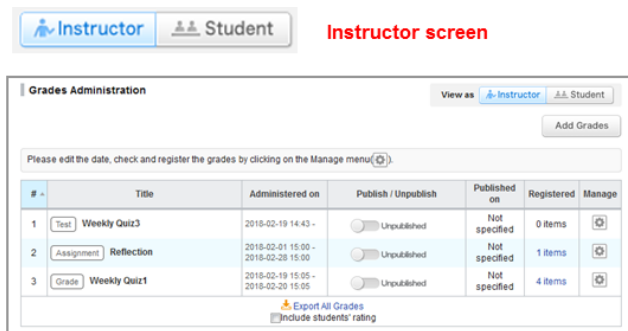 Instructor Student Instructor screen
Grades Administration View as Instructor Student
Add Grades
Please edit the date, check and register the grades by clicking on the Manage menu( ).
# Title Administered on Publish / Unpublish Published on Registered Manage
1 Test Weekly Quiz3 2018-02-19 14:43 - Unpublished Not specified 0 items
2 Assignment Reflection 2018-02-01 15:00 - 2018-02-28 15:00 Unpublished Not specified 1 items
3 Grade Weekly Quiz1 2018-02-19 15:05 - 2018-02-20 15:05 Unpublished Not specified 4 items
Export All Grades
Include students' rating